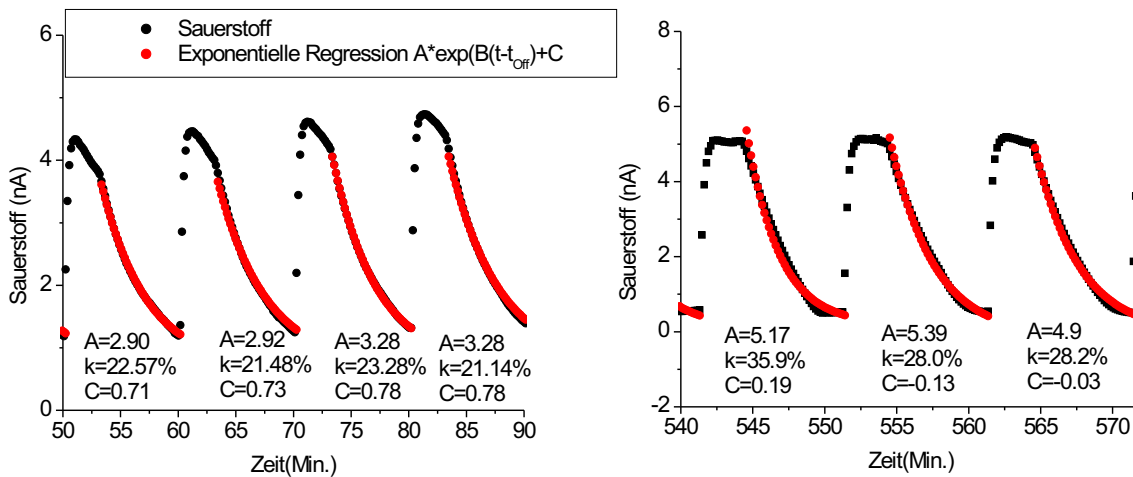 Sauerstoff
Exponentielle Regression A*exp(B(t-tOff)+C
6
4
2
0
Sauerstoff (nA)
A=2.90
k=22.57%
C=0.71
A=2.92
k=21.48%
C=0.73
A=3.28
k=23.28%
C=0.78
A=3.28
k=21.14%
C=0.78
50 55 60 65 70 75 80 85 90
Zeit(Min.)
8
6
4
2
0
-2
Sauerstoff (nA)
A=5.17
k=35.9%
C=0.19
A=5.39
k=28.0%
C=-0.13
A=4.9
k=28.2%
C=-0.03
540 545 550 555 560 565 570
Zeit(Min.)